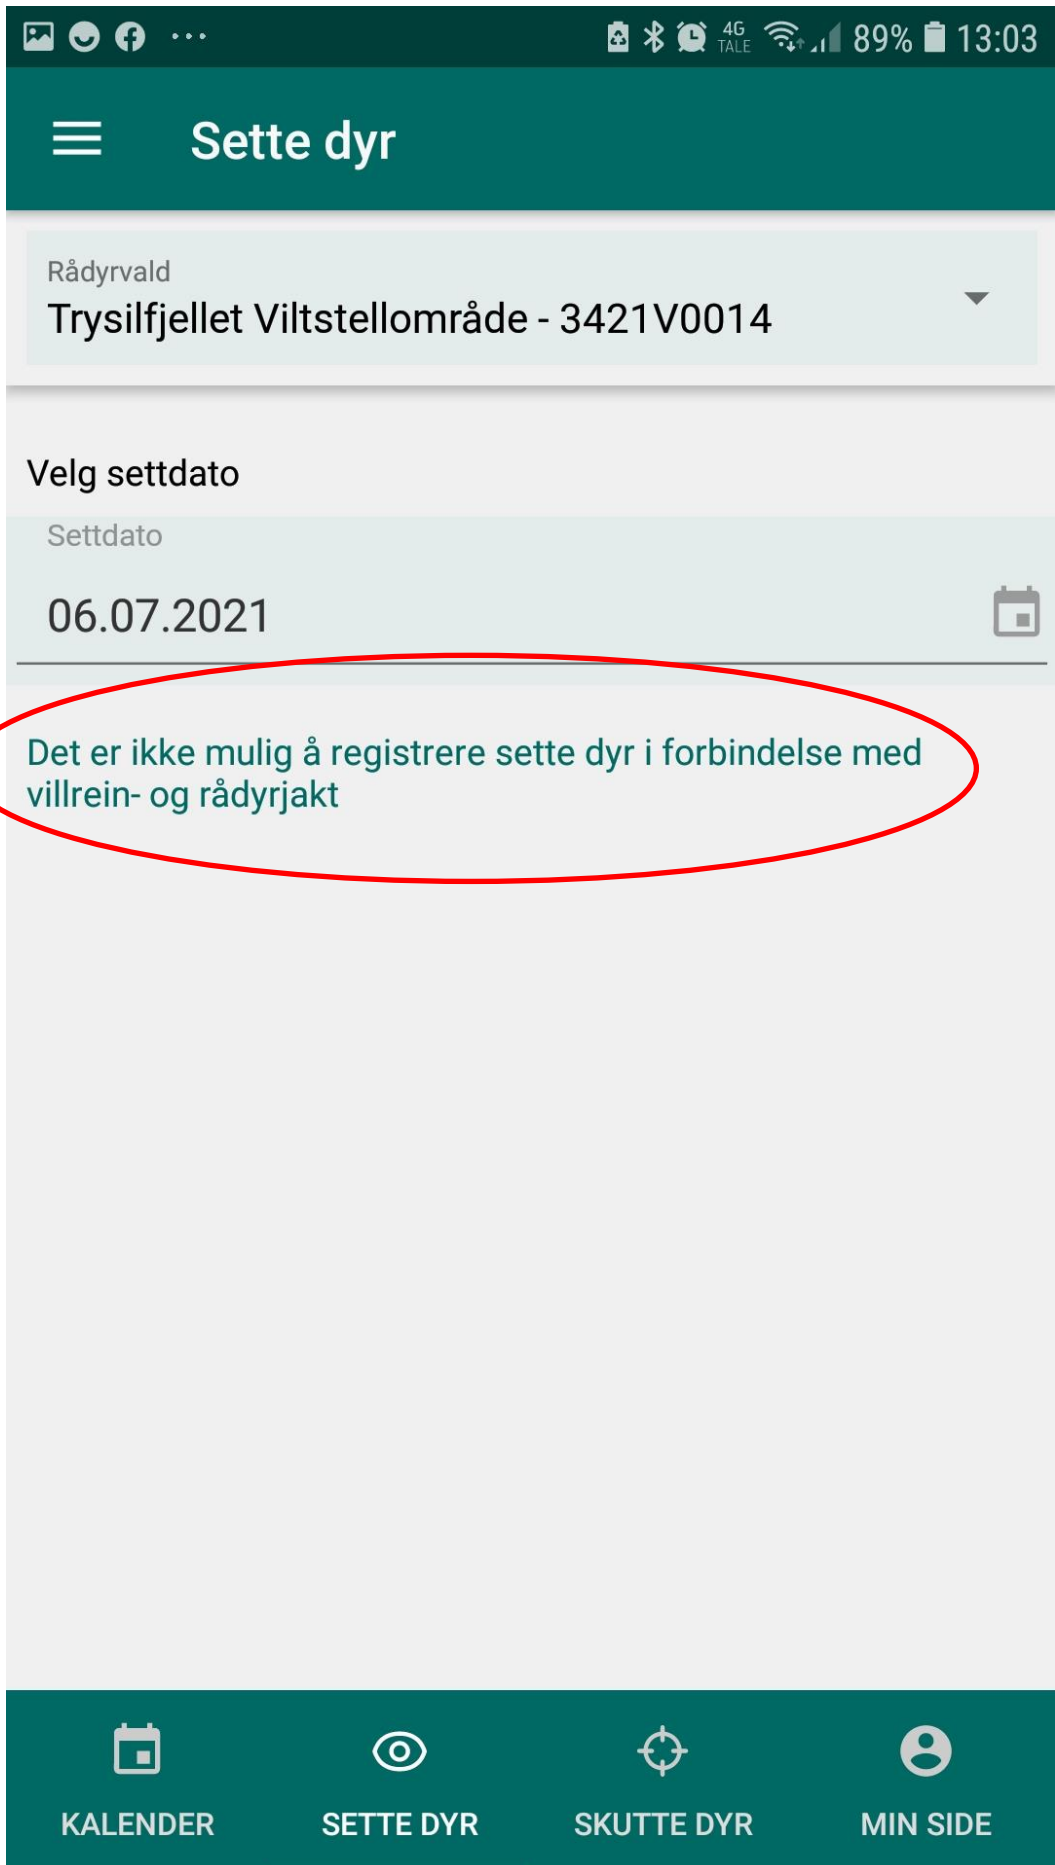 4G
TALE
89%
13:03
Sette dyr
Rådyrvald
Trysilfjellet Viltstellområde - 3421V0014
Velg settdato
Settdato
06.07.2021
Det er ikke mulig å registrere sette dyr i forbindelse med
villrein- og rådyrjakt
KALENDER
SETTE DYR
SKUTTE DYR
MIN SIDE